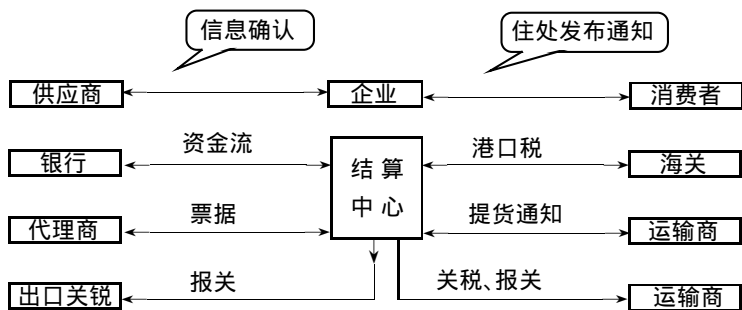 信息确认
住处发布通知
供应商
企业
消费者
银行
资金流
结算
中心
港口税
海关
代理商
票据
提货通知
运输商
出口关锐
报关
关税、报关
运输商